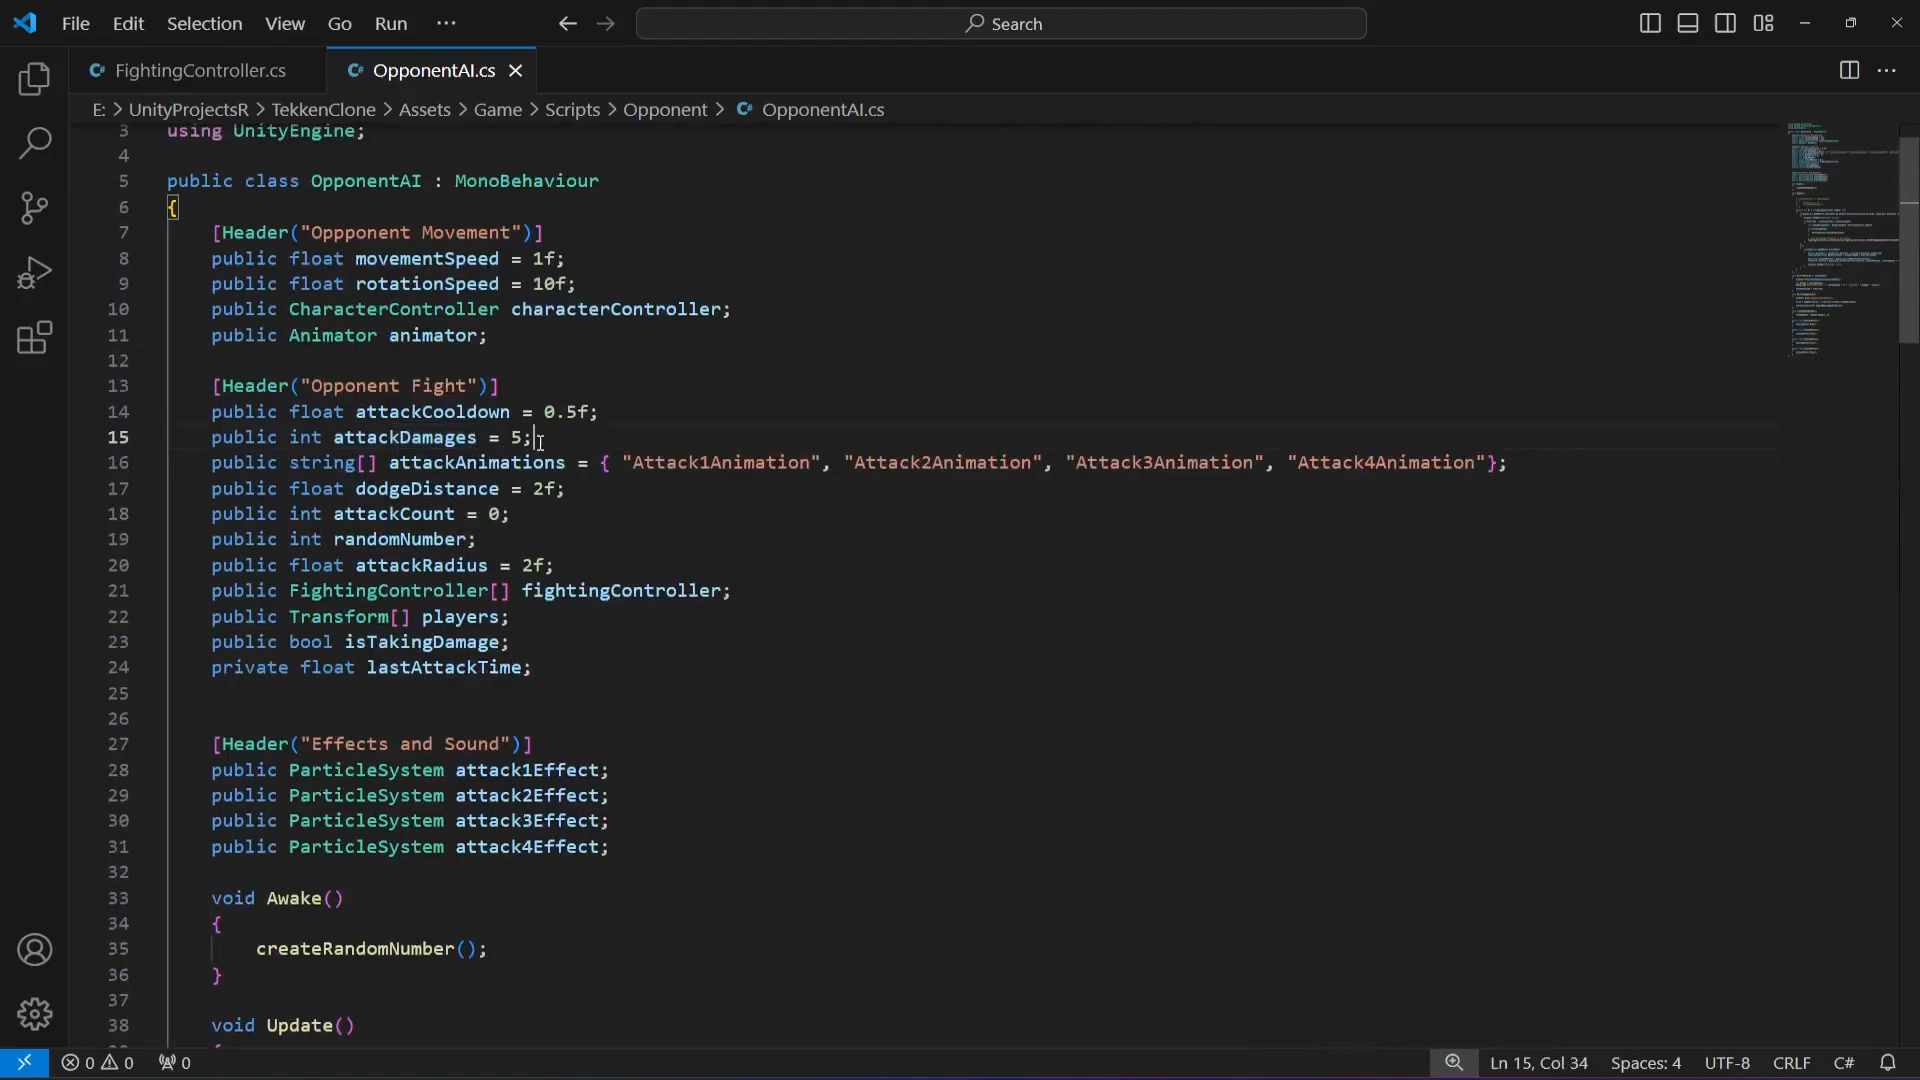 File Edit Selection View Go Run ··· Search
FightingController.cs OpponentAI.cs
E: > UnityProjectsR > TekkenClone > Assets > Game > Scripts > Opponent > OpponentAI.cs
3 using UnityEngine;
4
5 public class OpponentAI : MonoBehaviour
6 {
7 [Header("Oppponent Movement")]
8 public float movementSpeed = 1f;
9 public float rotationSpeed = 10f;
10 public CharacterController characterController;
11 public Animator animator;
12
13 [Header("Opponent Fight")]
14 public float attackCooldown = 0.5f;
15 public int attackDamages = 5;
16 public string[] attackAnimations = { "Attack1Animation", "Attack2Animation", "Attack3Animation", "Attack4Animation"};
17 public float dodgeDistance = 2f;
18 public int attackCount = 0;
19 public int randomNumber;
20 public float attackRadius = 2f;
21 public FightingController[] fightingController;
22 public Transform[] players;
23 public bool isTakingDamage;
24 private float lastAttackTime;
25
26
27 [Header("Effects and Sound")]
28 public ParticleSystem attack1Effect;
29 public ParticleSystem attack2Effect;
30 public ParticleSystem attack3Effect;
31 public ParticleSystem attack4Effect;
32
33 void Awake()
34 {
35 createRandomNumber();
36 }
37
38 void Update()
0 0 0 Ln 15, Col 34 Spaces: 4 UTF-8 CRLF C#